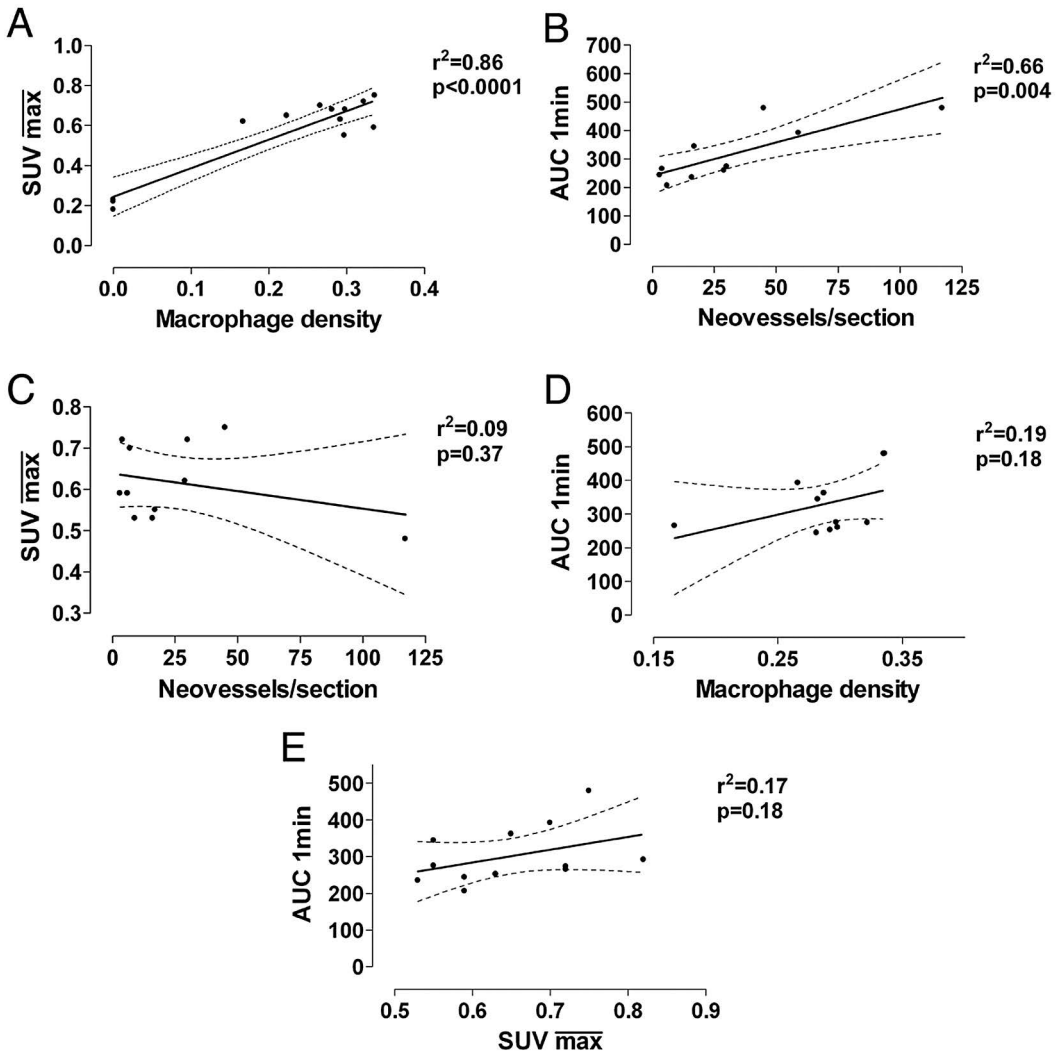 A
SUV max
1.0
0.8
0.6
0.4
0.2
0.0
r²=0.86
p<0.0001
0.0 0.1 0.2 0.3 0.4
Macrophage density
B
AUC 1min
700
600
500
400
300
200
100
0
r²=0.66
p=0.004
0 25 50 75 100 125
Neovessels/section
C
SUV max
0.8
0.7
0.6
0.5
0.4
0.3
r²=0.09
p=0.37
0 25 50 75 100 125
Neovessels/section
D
AUC 1min
600
500
400
300
200
100
0
r²=0.19
p=0.18
0.15 0.25 0.35
Macrophage density
E
AUC 1min
500
400
300
200
100
0
r²=0.17
p=0.18
0.5 0.6 0.7 0.8 0.9
SUV max